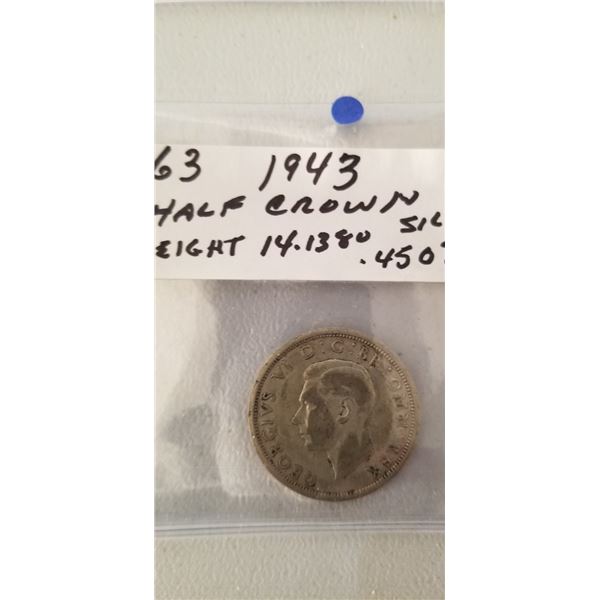 63 1943
HALF CROWN SIL
EIGHT 14.1380 .450
GEORGIVS VI D:G:BR:OMN REX